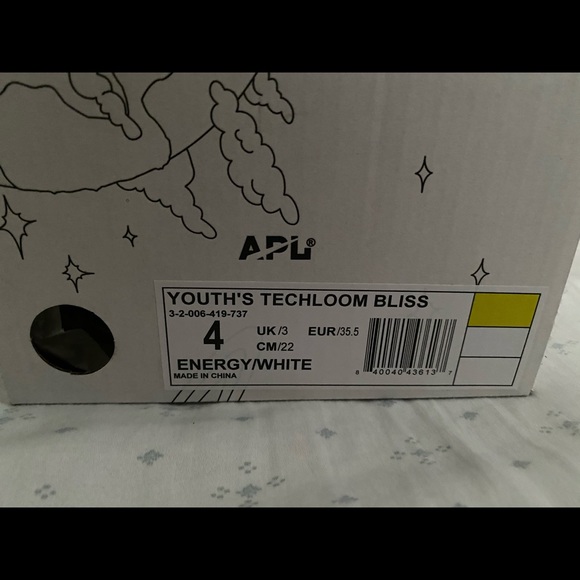 APL®
YOUTH'S TECHLOOM BLISS
3-2-006-419-737
4 UK/3 EUR/35.5
CM/22
ENERGY/WHITE
MADE IN CHINA
8 40040 43613 7